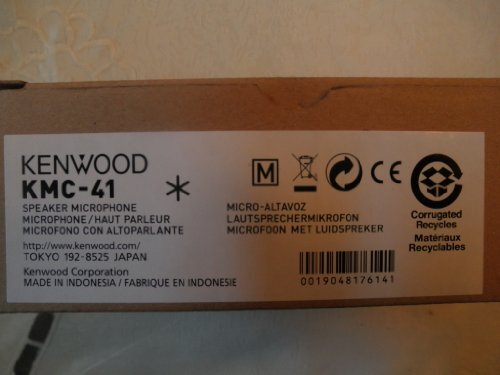 KENWOOD
KMC-41
SPEAKER MICROPHONE
MICROPHONE/HAUT PARLEUR
MICROFONO CON ALTOPARLANTE
http://www.kenwood.com/
TOKYO 192-8525 JAPAN
Kenwood Corporation
MADE IN INDONESIA / FABRIQUE EN INDONESIE
M
CE
MICRO-ALTAVOZ
LAUTSPRECHERMIKROFON
MICROFOON MET LUIDSPREKER
0019048176141
Corrugated
Recycles
Matériaux
Recyclables